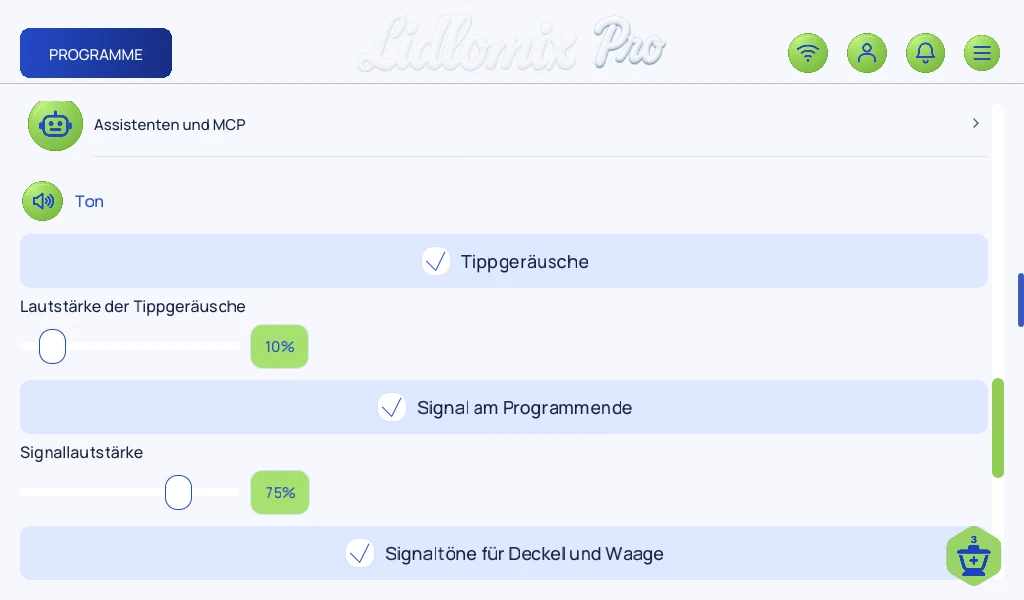 PROGRAMME
Lidlomix Pro
Assistenten und MCP
Ton
Tippgeräusche
Lautstärke der Tippgeräusche
10%
Signal am Programmende
Signallautstärke
75%
Signaltöne für Deckel und Waage
3